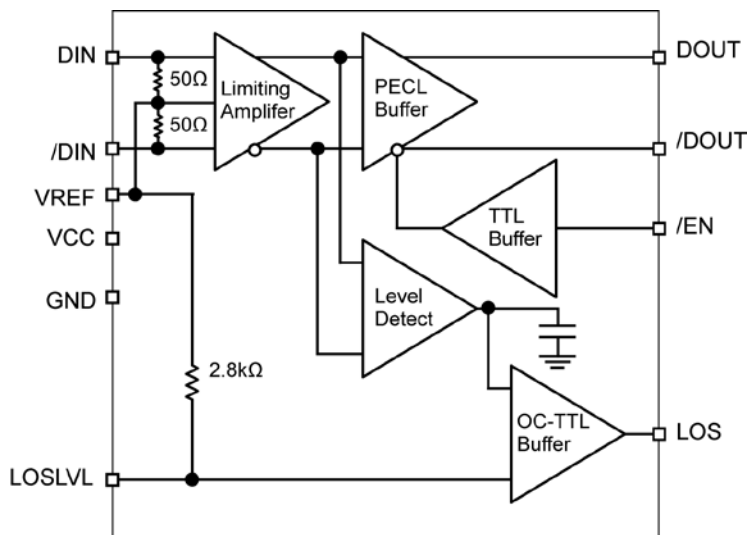 DIN
DOUT
50Ω
50Ω
Limiting
Amplifer
PECL
Buffer
/DIN
/DOUT
VREF
TTL
Buffer
/EN
VCC
GND
Level
Detect
2.8kΩ
OC-TTL
Buffer
LOS
LOSLVL